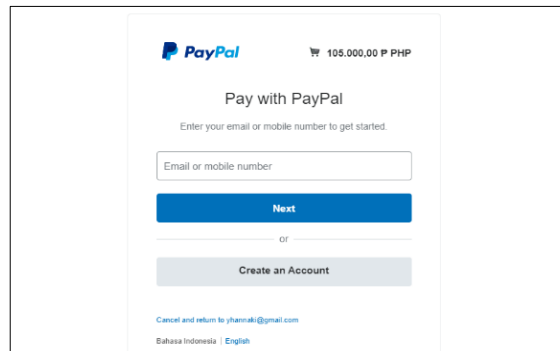 PayPal
105.000,00 ₱ PHP
Pay with PayPal
Enter your email or mobile number to get started.
Email or mobile number
Next
or
Create an Account
Cancel and return to yhannaki@gmail.com
Bahasa Indonesia | English